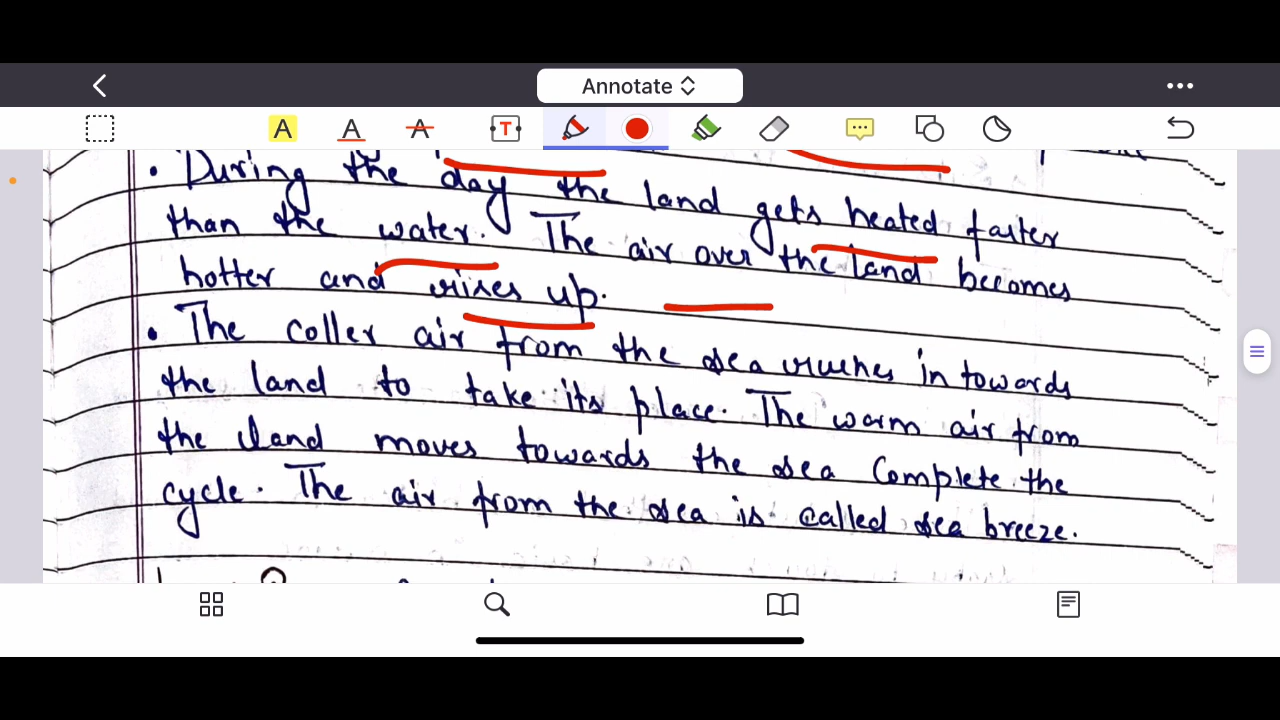 Annotate
• During the day the land gets heated faster
than the water. The air over the land becomes
hotter and rises up.
• The coller air from the sea rushes in towards
the land to take its place. The warm air from
the land moves towards the sea Complete the
cycle. The air from the sea is called sea breeze.